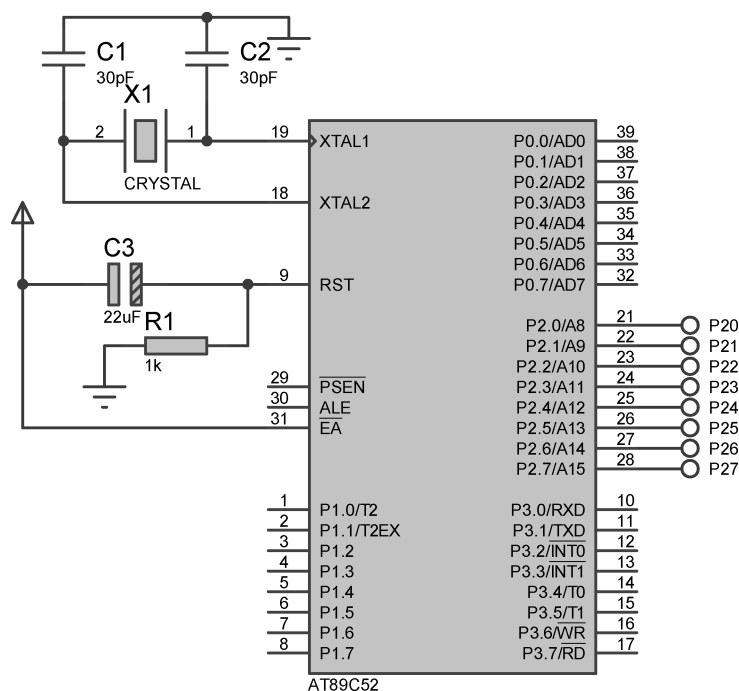 C1
30pF
C2
30pF
X1
2
1
CRYSTAL
19
XTAL1
18
XTAL2
C3
22uF
9
RST
R1
1k
29
PSEN
30
ALE
31
EA
1
P1.0/T2
2
P1.1/T2EX
3
P1.2
4
P1.3
5
P1.4
6
P1.5
7
P1.6
8
P1.7
P0.0/AD0
39
P0.1/AD1
38
P0.2/AD2
37
P0.3/AD3
36
P0.4/AD4
35
P0.5/AD5
34
P0.6/AD6
33
P0.7/AD7
32
P2.0/A8
21
P20
P2.1/A9
22
P21
P2.2/A10
23
P22
P2.3/A11
24
P23
P2.4/A12
25
P24
P2.5/A13
26
P25
P2.6/A14
27
P26
P2.7/A15
28
P27
P3.0/RXD
10
P3.1/TXD
11
P3.2/INT0
12
P3.3/INT1
13
P3.4/T0
14
P3.5/T1
15
P3.6/WR
16
P3.7/RD
17
AT89C52